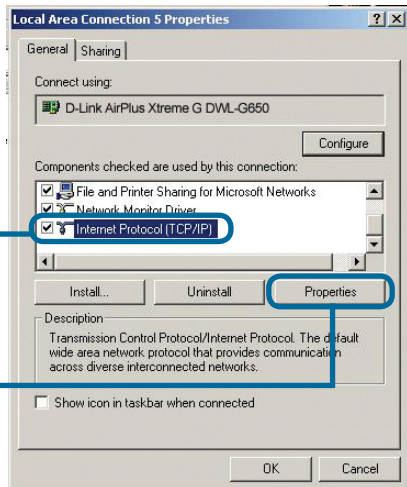 Local Area Connection 5 Properties
General Sharing
Connect using:
D-Link AirPlus Xtreme G DWL-G650
Configure
Components checked are used by this connection:
File and Printer Sharing for Microsoft Networks
Network Monitor Driver
Internet Protocol (TCP/IP)
Install... Uninstall Properties
Description
Transmission Control Protocol/Internet Protocol. The default
wide area network protocol that provides communication
across diverse interconnected networks.
Show icon in taskbar when connected
OK Cancel